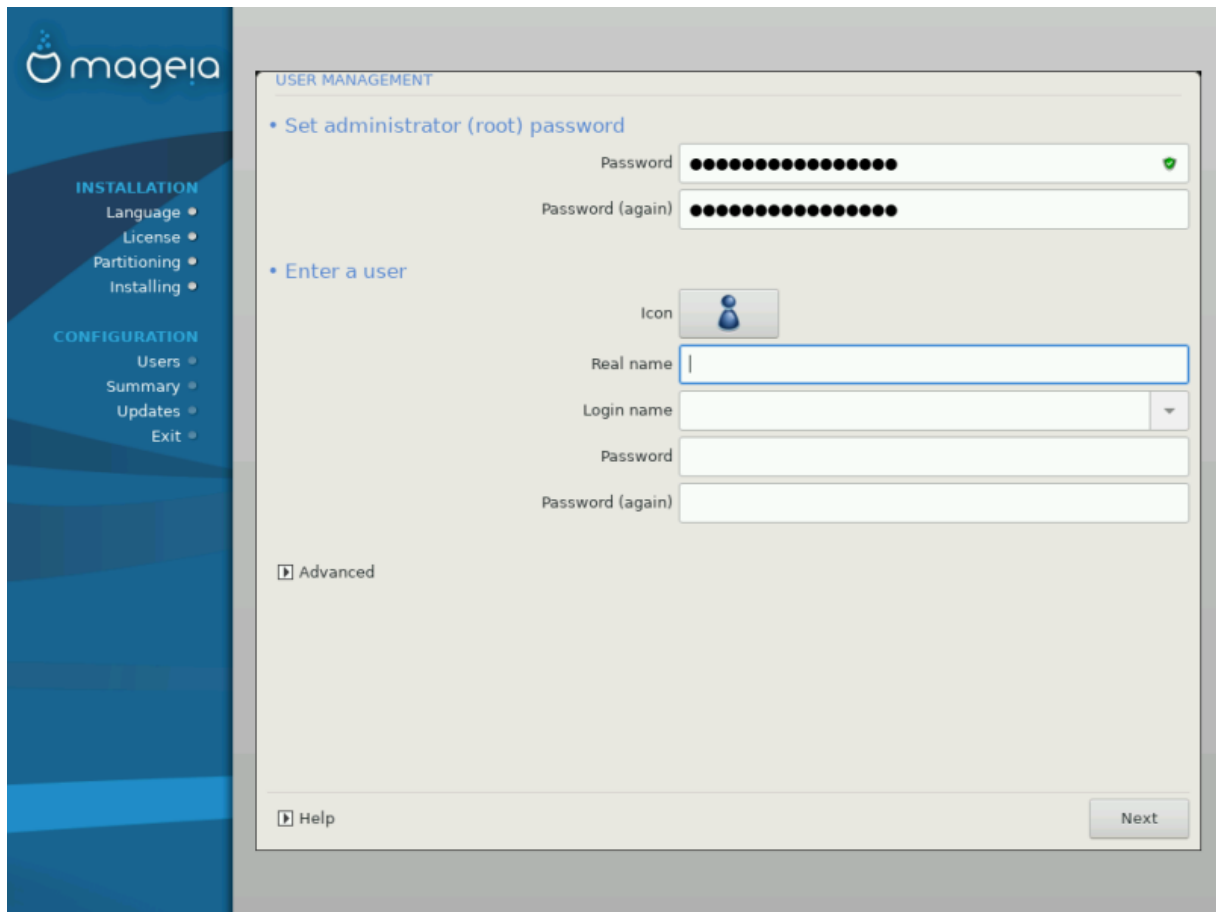 mageia
INSTALLATION
Language
License
Partitioning
Installing
CONFIGURATION
Users
Summary
Updates
Exit
USER MANAGEMENT
• Set administrator (root) password
Password ●●●●●●●●●●●●●●●●
Password (again) ●●●●●●●●●●●●●●●●
• Enter a user
Icon
Real name
Login name
Password
Password (again)
Advanced
Help
Next